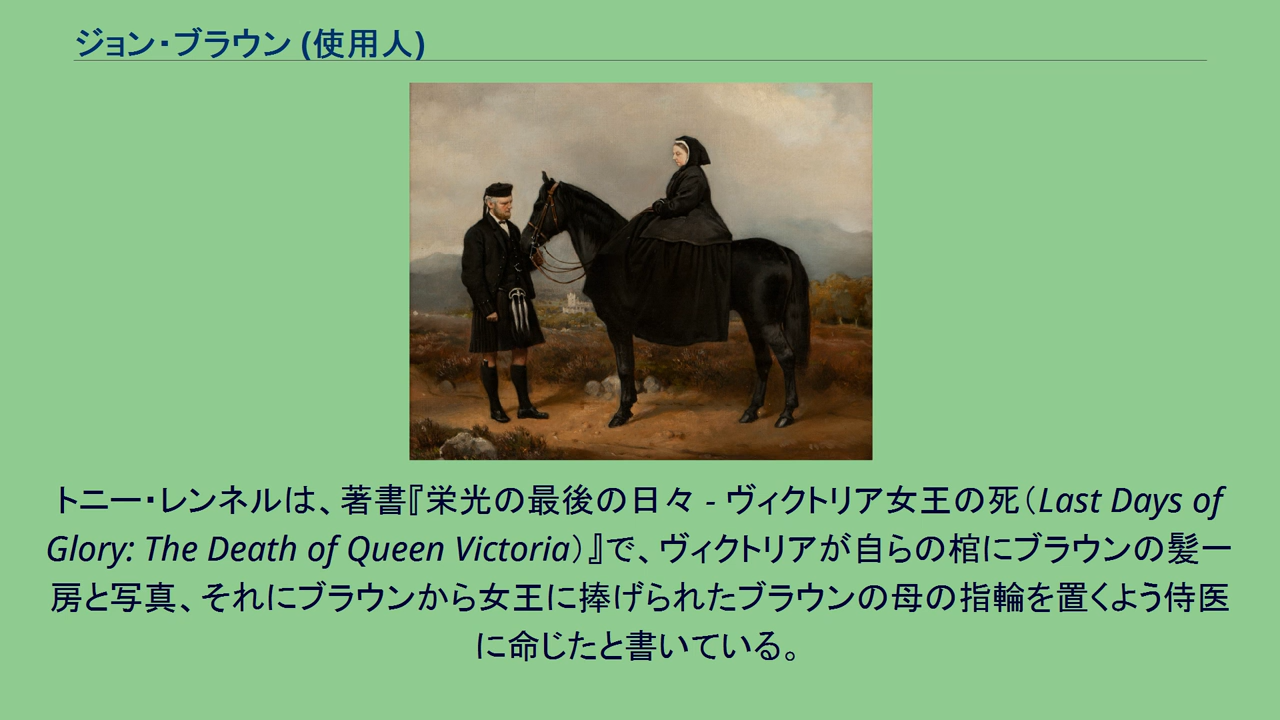 ジョン・ブラウン (使用人)
トニー・レンネルは、著書『栄光の最後の日々 - ヴィクトリア女王の死（Last Days of
Glory: The Death of Queen Victoria）』で、ヴィクトリアが自らの棺にブラウンの髪一
房と写真、それにブラウンから女王に捧げられたブラウンの母の指輪を置くよう侍医
に命じたと書いている。